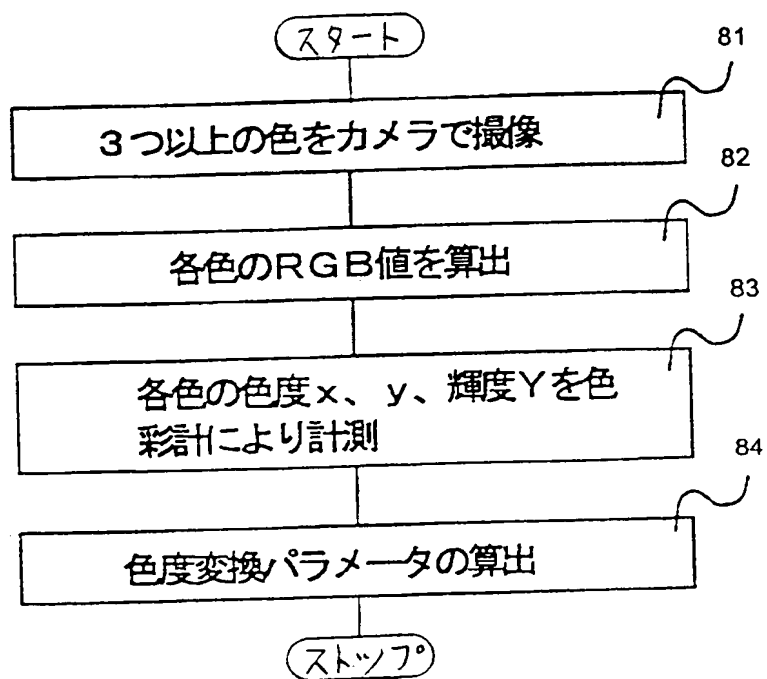 スタート
81
3つ以上の色をカメラで撮像
82
各色のRGB値を算出
83
各色の色度x、y、輝度Yを色
彩計により計測
84
色度変換パラメータの算出
ストップ